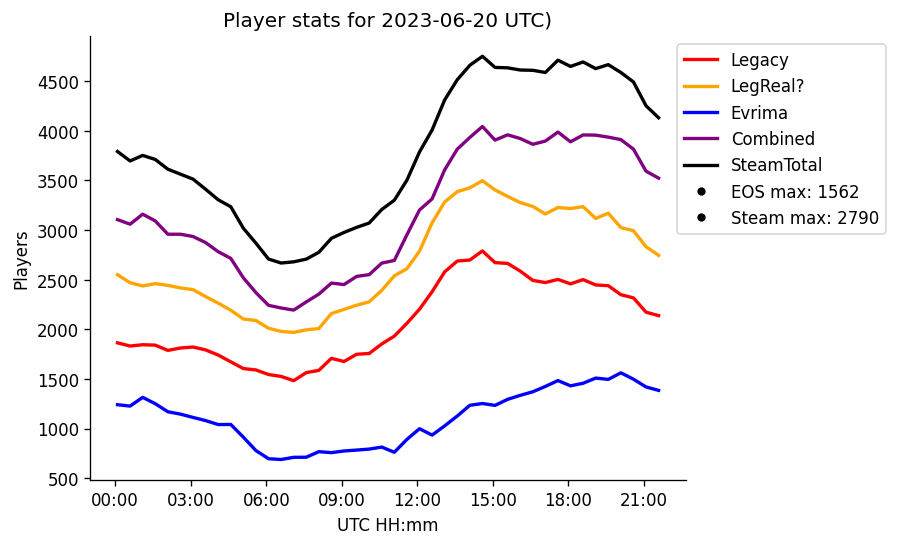 Player stats for 2023-06-20 UTC)
Legacy
LegReal?
Evrima
Combined
SteamTotal
EOS max: 1562
Steam max: 2790
Players
4500
4000
3500
3000
2500
2000
1500
1000
500
00:00 03:00 06:00 09:00 12:00 15:00 18:00 21:00
UTC HH:mm